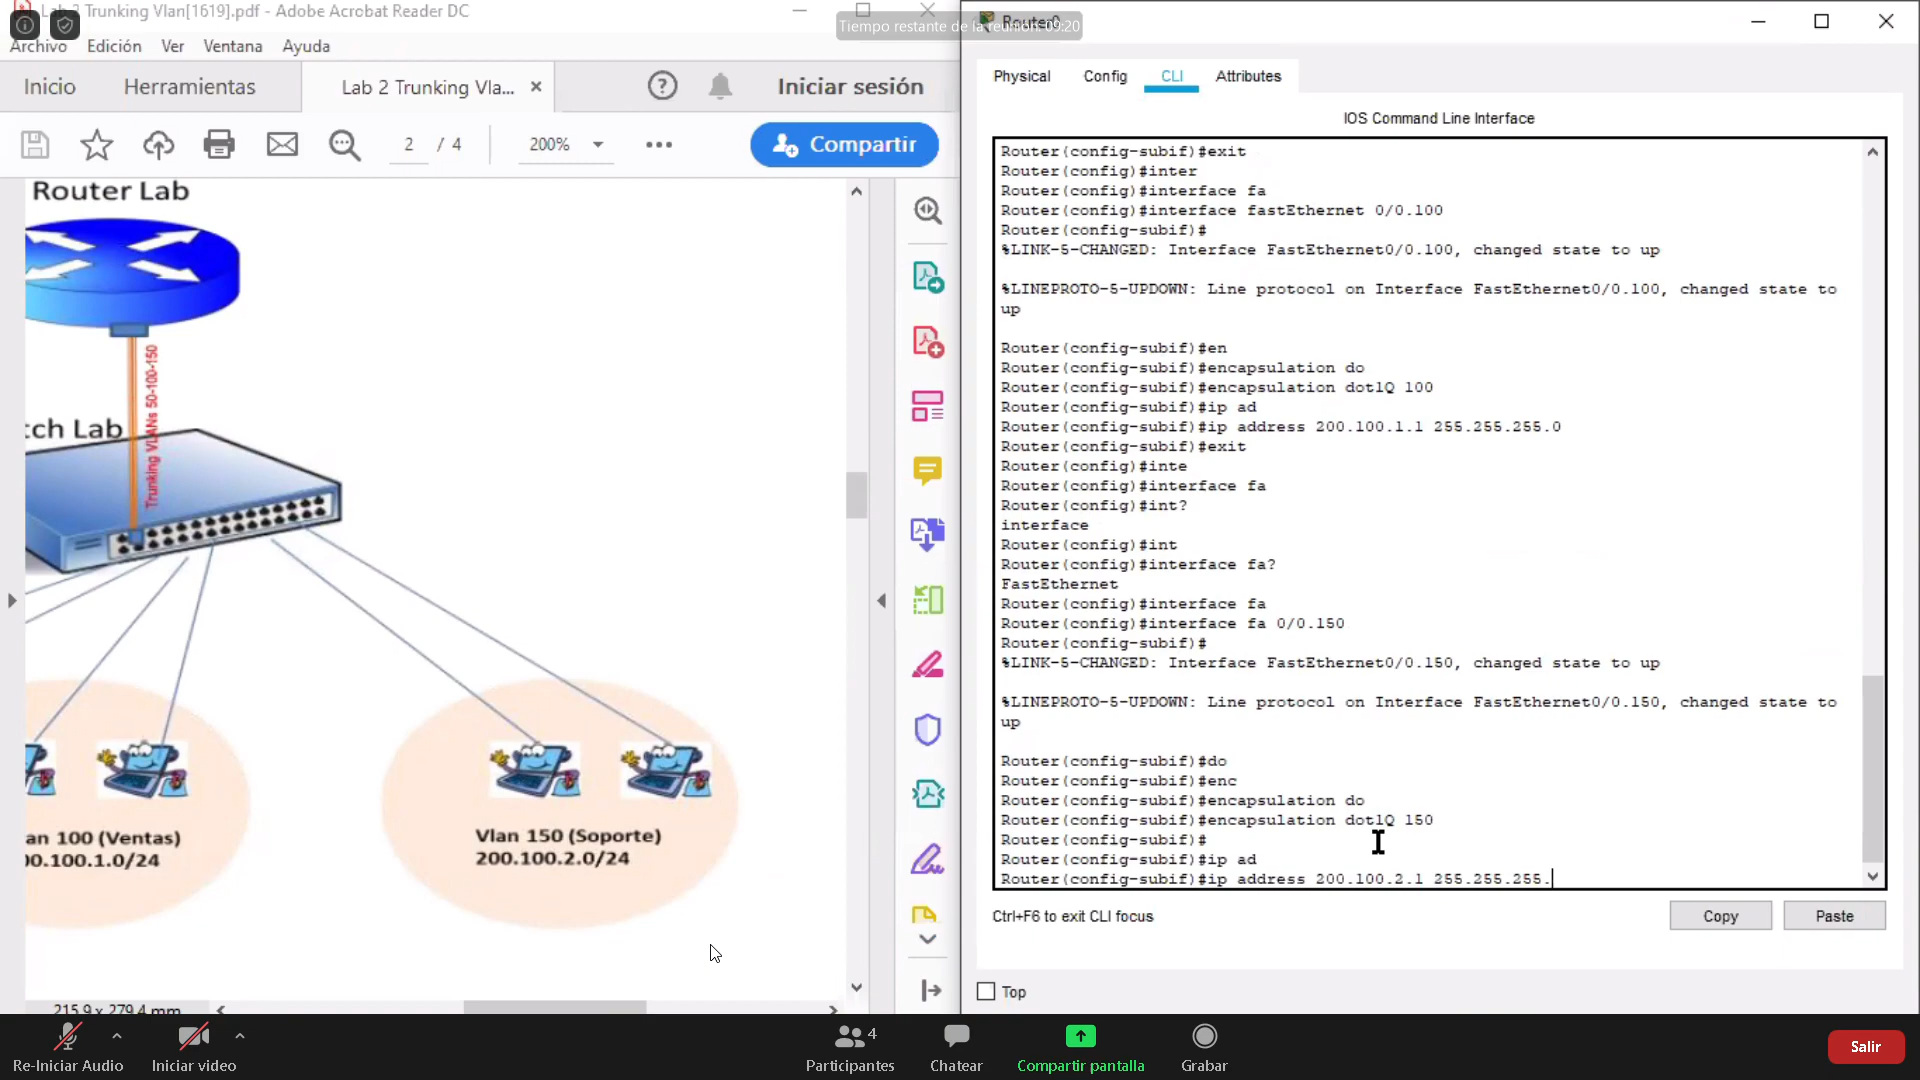 Lab 2 Trunking Vlan[1619].pdf - Adobe Acrobat Reader DC
Archivo Edición Ver Ventana Ayuda
Inicio Herramientas Lab 2 Trunking Vla... Iniciar sesión
2 / 4 200% Compartir
Router Lab
Trunking VLANs 50-100-150
tch Lab
an 100 (Ventas)
00.100.1.0/24
Vlan 150 (Soporte)
200.100.2.0/24
215,9 x 279,4 mm
Tiempo restante de la reunión: 09:20
Router0
Physical Config CLI Attributes
IOS Command Line Interface
Router(config-subif)#exit
Router(config)#inter
Router(config)#interface fa
Router(config)#interface fastEthernet 0/0.100
Router(config-subif)#
%LINK-5-CHANGED: Interface FastEthernet0/0.100, changed state to up
%LINEPROTO-5-UPDOWN: Line protocol on Interface FastEthernet0/0.100, changed state to
up
Router(config-subif)#en
Router(config-subif)#encapsulation do
Router(config-subif)#encapsulation dot1Q 100
Router(config-subif)#ip ad
Router(config-subif)#ip address 200.100.1.1 255.255.255.0
Router(config-subif)#exit
Router(config)#inte
Router(config)#interface fa
Router(config)#int?
interface
Router(config)#int
Router(config)#interface fa?
FastEthernet
Router(config)#interface fa
Router(config)#interface fa 0/0.150
Router(config-subif)#
%LINK-5-CHANGED: Interface FastEthernet0/0.150, changed state to up
%LINEPROTO-5-UPDOWN: Line protocol on Interface FastEthernet0/0.150, changed state to
up
Router(config-subif)#do
Router(config-subif)#enc
Router(config-subif)#encapsulation do
Router(config-subif)#encapsulation dot1Q 150
Router(config-subif)#
Router(config-subif)#ip ad
Router(config-subif)#ip address 200.100.2.1 255.255.255.
Ctrl+F6 to exit CLI focus
Copy Paste
Top
Re-Iniciar Audio Iniciar video 4 Participantes Chatear Compartir pantalla Grabar Salir